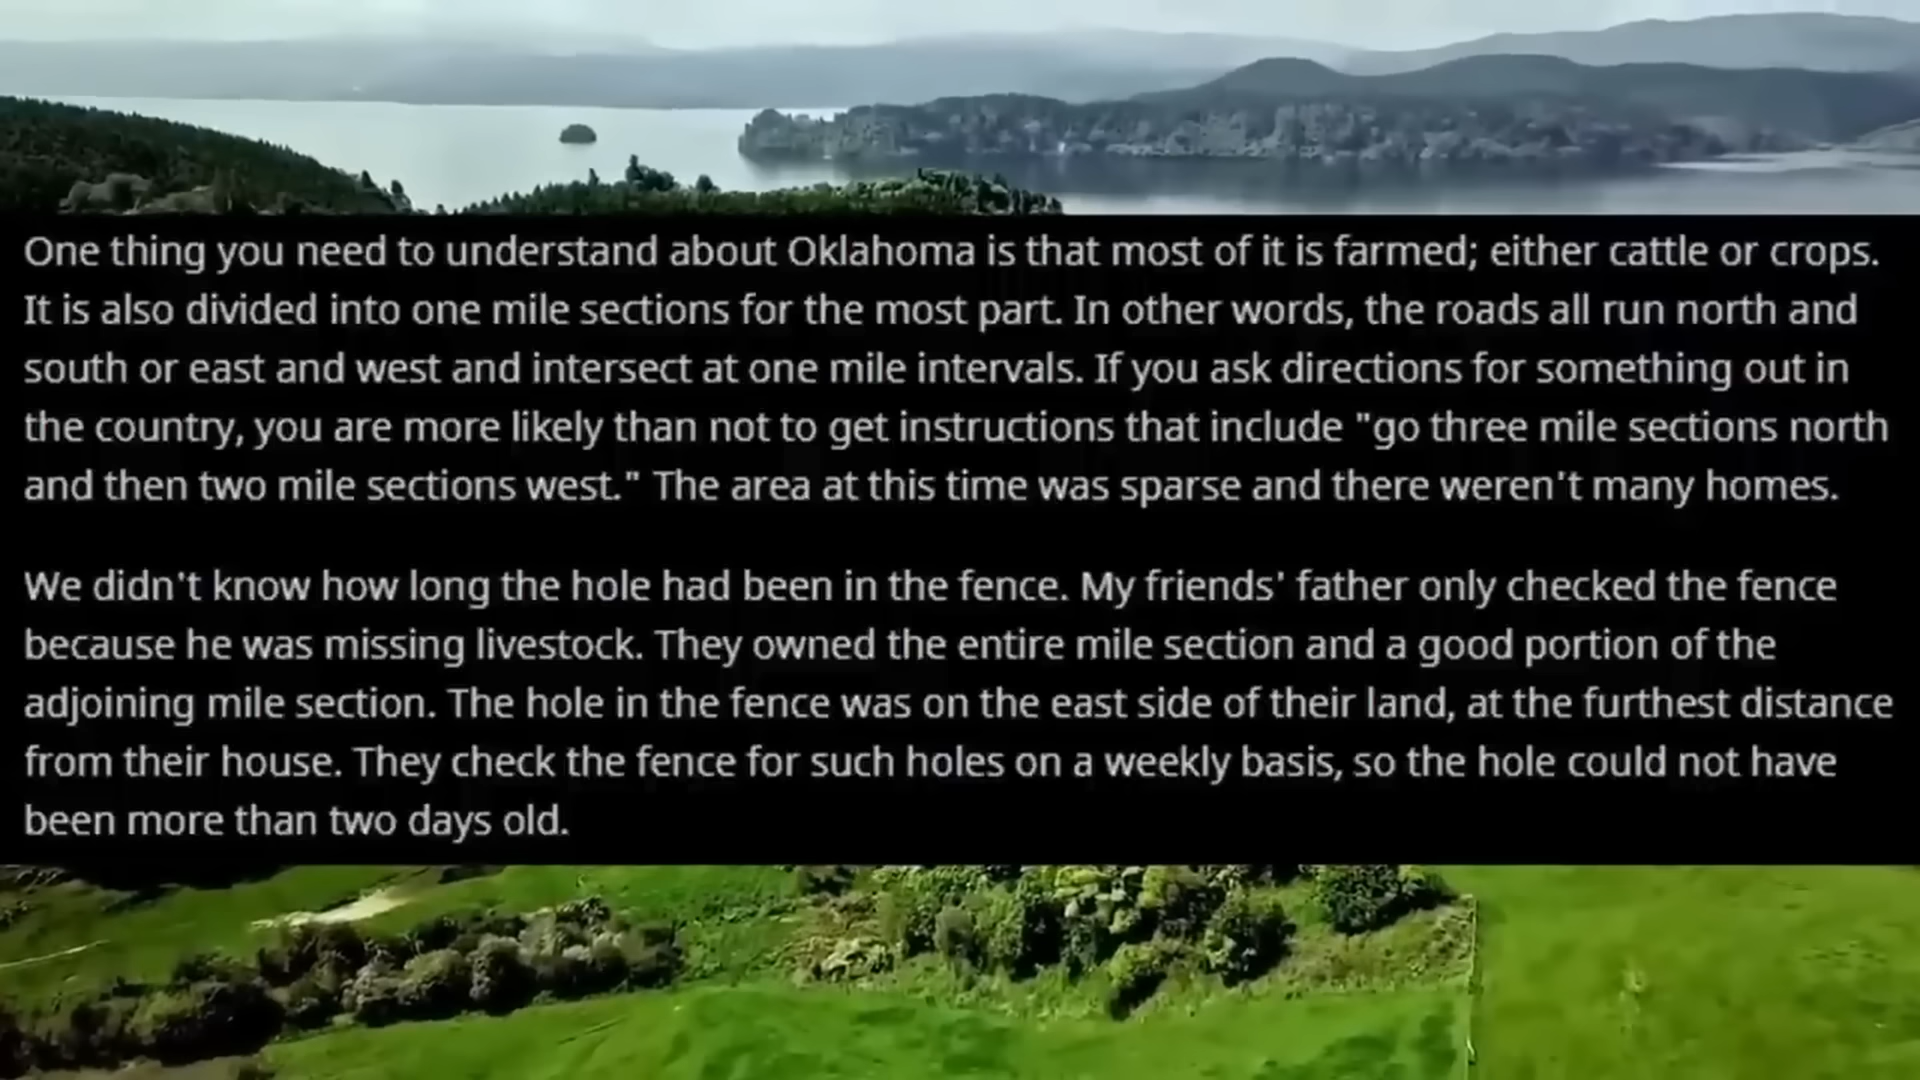 One thing you need to understand about Oklahoma is that most of it is farmed; either cattle or crops.
It is also divided into one mile sections for the most part. In other words, the roads all run north and
south or east and west and intersect at one mile intervals. If you ask directions for something out in
the country, you are more likely than not to get instructions that include "go three mile sections north
and then two mile sections west." The area at this time was sparse and there weren't many homes.
We didn't know how long the hole had been in the fence. My friends' father only checked the fence
because he was missing livestock. They owned the entire mile section and a good portion of the
adjoining mile section. The hole in the fence was on the east side of their land, at the furthest distance
from their house. They check the fence for such holes on a weekly basis, so the hole could not have
been more than two days old.